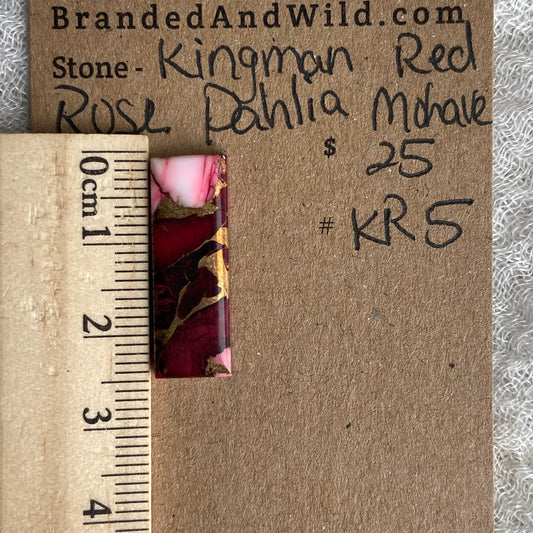 BrandedAndWild.com
Stone - Kingman Red
Rose Dahlia Mohave
$ 25
# KR5
0cm
1
2
3
4